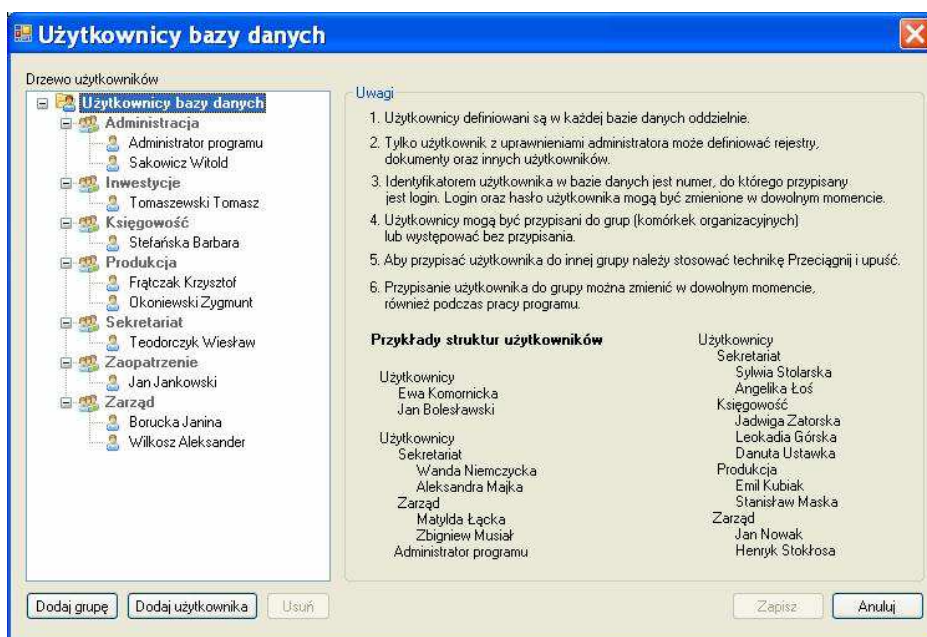 Użytkownicy bazy danych
Drzewo użytkowników
Użytkownicy bazy danych
Administracja
Administrator programu
Sakowicz Witold
Inwestycje
Tomaszewski Tomasz
Księgowość
Stefańska Barbara
Produkcja
Frątczak Krzysztof
Okoniewski Zygmunt
Sekretariat
Teodorczyk Wiesław
Zaopatrzenie
Jan Jankowski
Zarząd
Borucka Janina
Wilkosz Aleksander
Uwagi
1. Użytkownicy definiowani są w każdej bazie danych oddzielnie.
2. Tylko użytkownik z uprawnieniami administratora może definiować rejestry,
dokumenty oraz innych użytkowników.
3. Identyfikatorem użytkownika w bazie danych jest numer, do którego przypisany
jest login. Login oraz hasło użytkownika mogą być zmienione w dowolnym momencie.
4. Użytkownicy mogą być przypisani do grup (komórkek organizacyjnych)
lub występować bez przypisania.
5. Aby przypisać użytkownika do innej grupy należy stosować technikę Przeciągnij i upuść.
6. Przypisanie użytkownika do grupy można zmienić w dowolnym momencie,
również podczas pracy programu.
Przykłady struktur użytkowników
Użytkownicy
Ewa Komornicka
Jan Bolesławski
Użytkownicy
Sekretariat
Wanda Niemczycka
Aleksandra Majka
Zarząd
Matylda Łącka
Zbigniew Musiał
Administrator programu
Użytkownicy
Sekretariat
Sylwia Stolarska
Angelika Łoś
Księgowość
Jadwiga Zatorska
Leokadia Górska
Danuta Ustawka
Produkcja
Emil Kubiak
Stanisław Maska
Zarząd
Jan Nowak
Henryk Stokłosa
Dodaj grupę
Dodaj użytkownika
Usuń
Zapisz
Anuluj